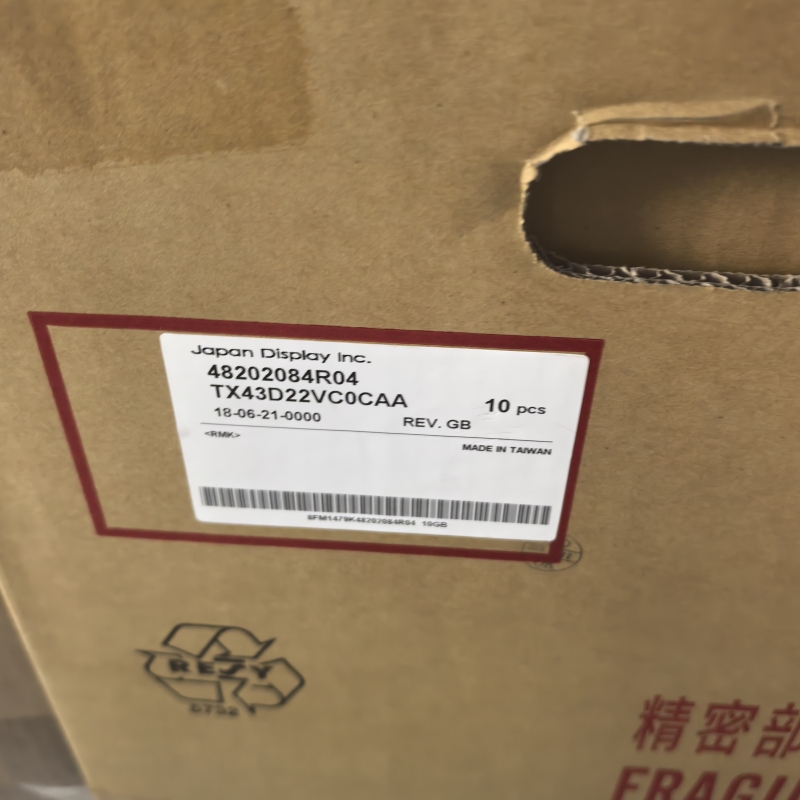 Japan Display Inc.
48202084R04
TX43D22VC0CAA
10 pcs
18-06-21-0000
REV. GB
<RMK>
MADE IN TAIWAN
8FM1479K48202084R04 10GB
RESY
精密部
FRAGI